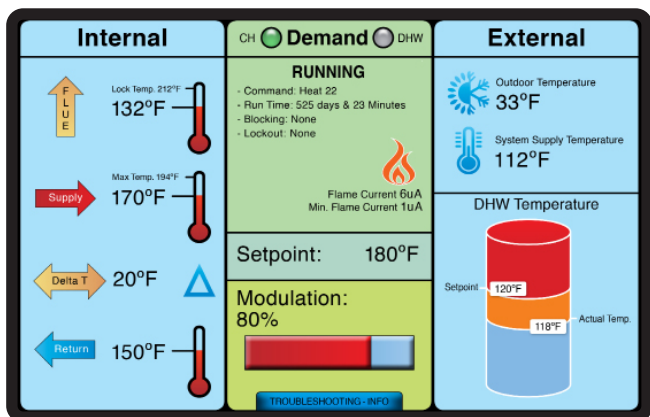 Internal
FLUE
Lock Temp. 212°F
132°F
Supply
Max Temp. 194°F
170°F
Delta T
20°F
Return
150°F
CH Demand DHW
RUNNING
- Command: Heat 22
- Run Time: 525 days & 23 Minutes
- Blocking: None
- Lockout: None
Flame Current 6uA
Min. Flame Current 1uA
Setpoint: 180°F
Modulation:
80%
TROUBLESHOOTING - INFO
External
Outdoor Temperature
33°F
System Supply Temperature
112°F
DHW Temperature
Setpoint
120°F
118°F
Actual Temp.